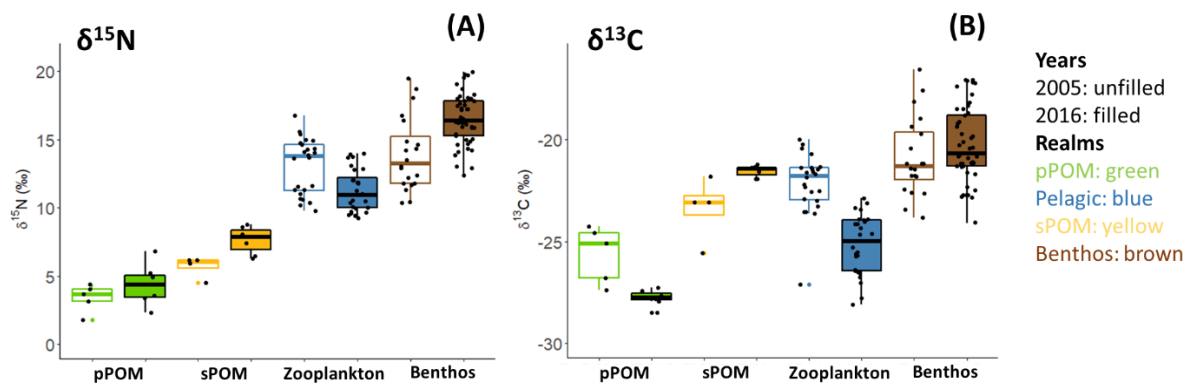 δ¹⁵N
(A)
δ¹⁵N (‰)
20
15
10
5
0
pPOM sPOM Zooplankton Benthos
δ¹³C
(B)
δ¹³C (‰)
-20
-25
-30
pPOM sPOM Zooplankton Benthos
Years
2005: unfilled
2016: filled
Realms
pPOM: green
Pelagic: blue
sPOM: yellow
Benthos: brown